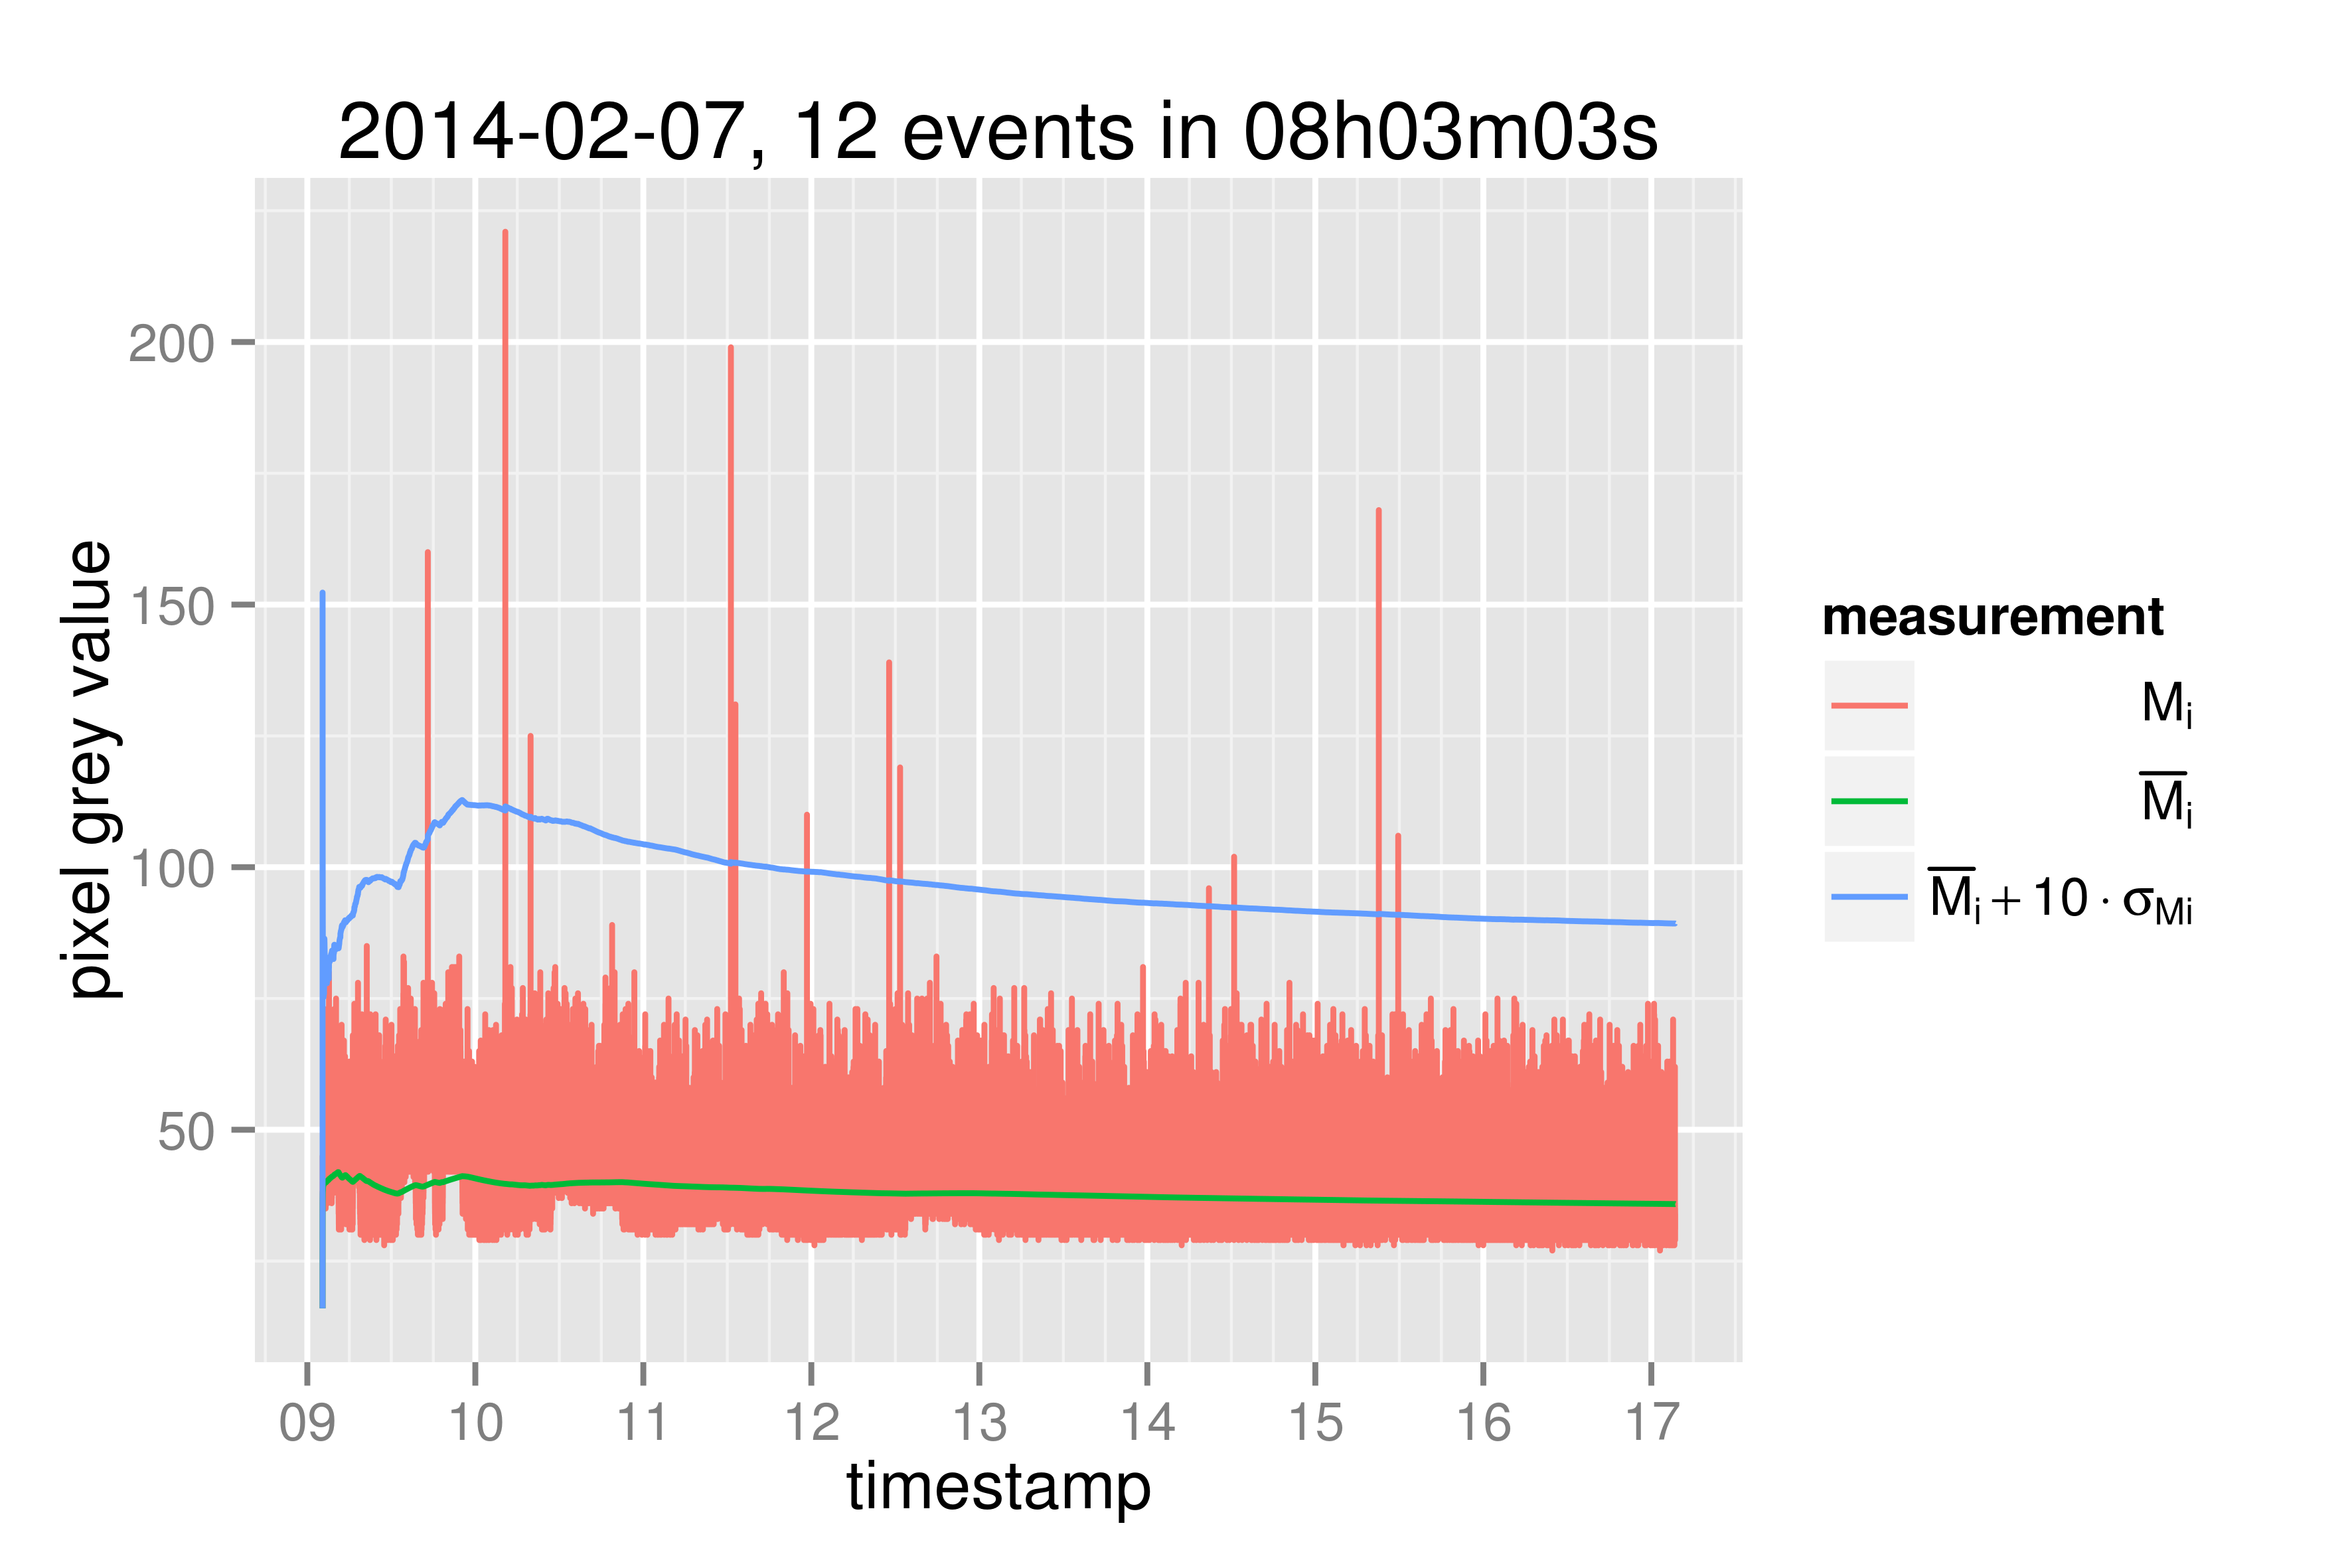 2014-02-07, 12 events in 08h03m03s
pixel grey value
200
150
100
50
09 10 11 12 13 14 15 16 17
timestamp
measurement
Mᵢ
M̅ᵢ
M̅ᵢ + 10 · σMi